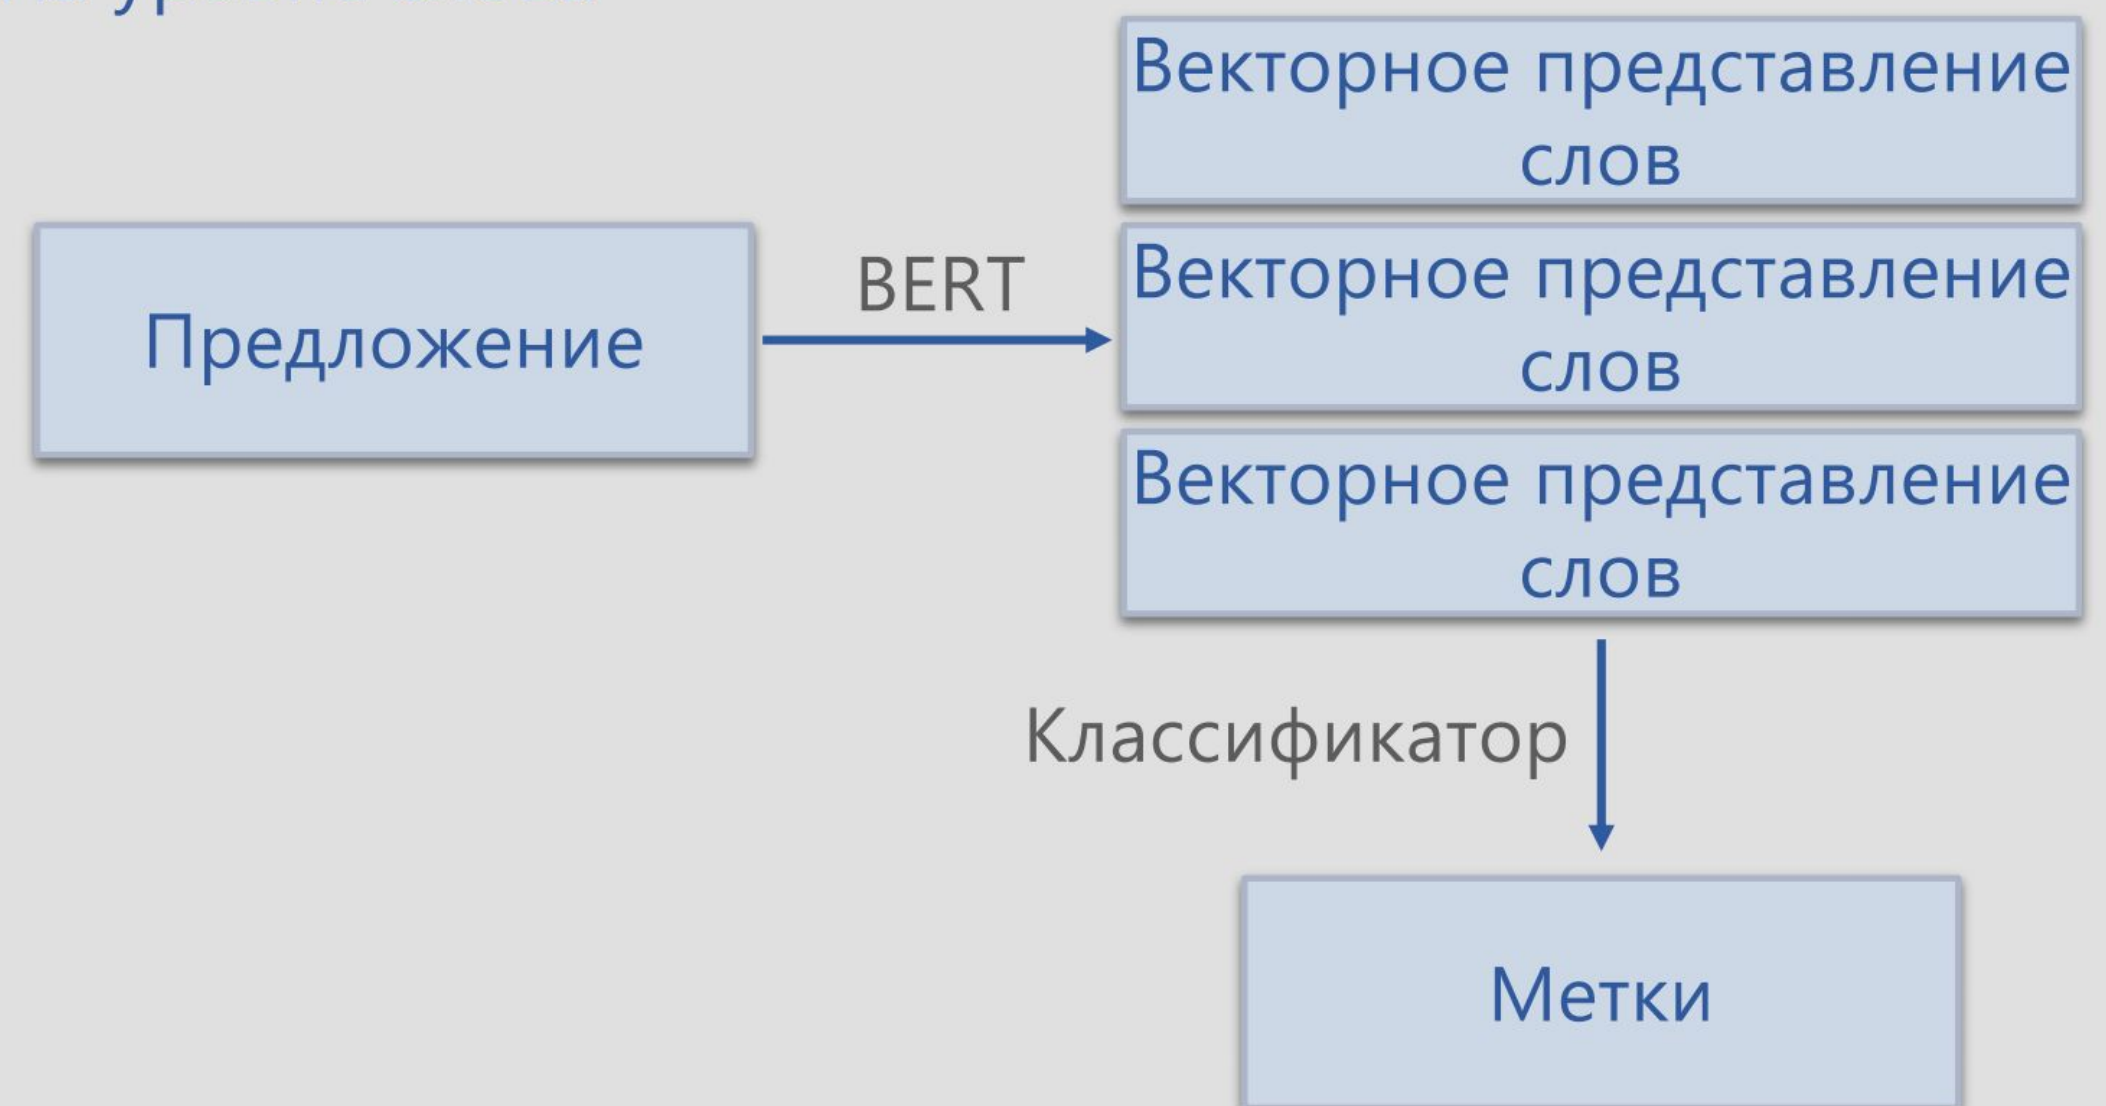 Предложение
BERT
Векторное представление
слов
Векторное представление
слов
Векторное представление
слов
Классификатор
Метки